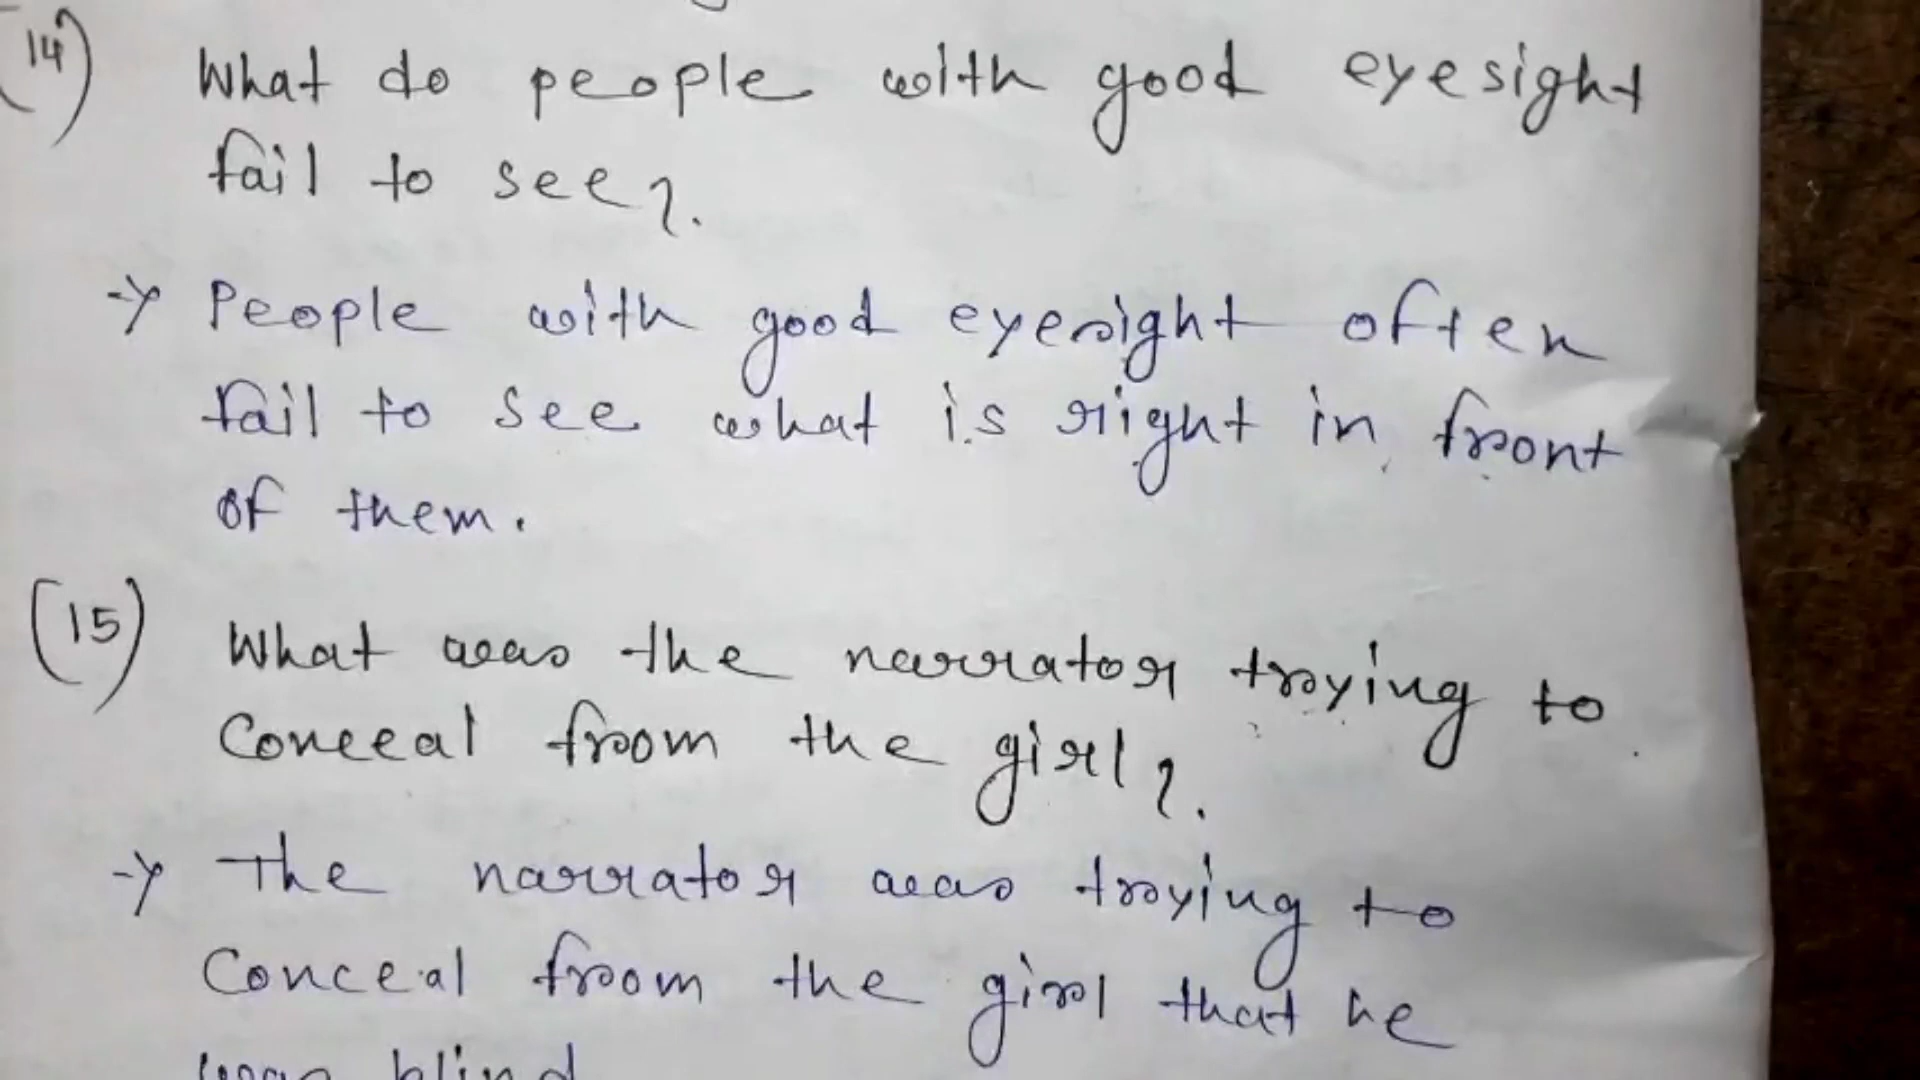 (14) What do people with good eyesight
fail to see?
→ People with good eyesight often
fail to see what is right in front
of them.
(15) What was the narrator trying to
Conceal from the girl?
→ The narrator was trying to
Conceal from the girl that he
was blind